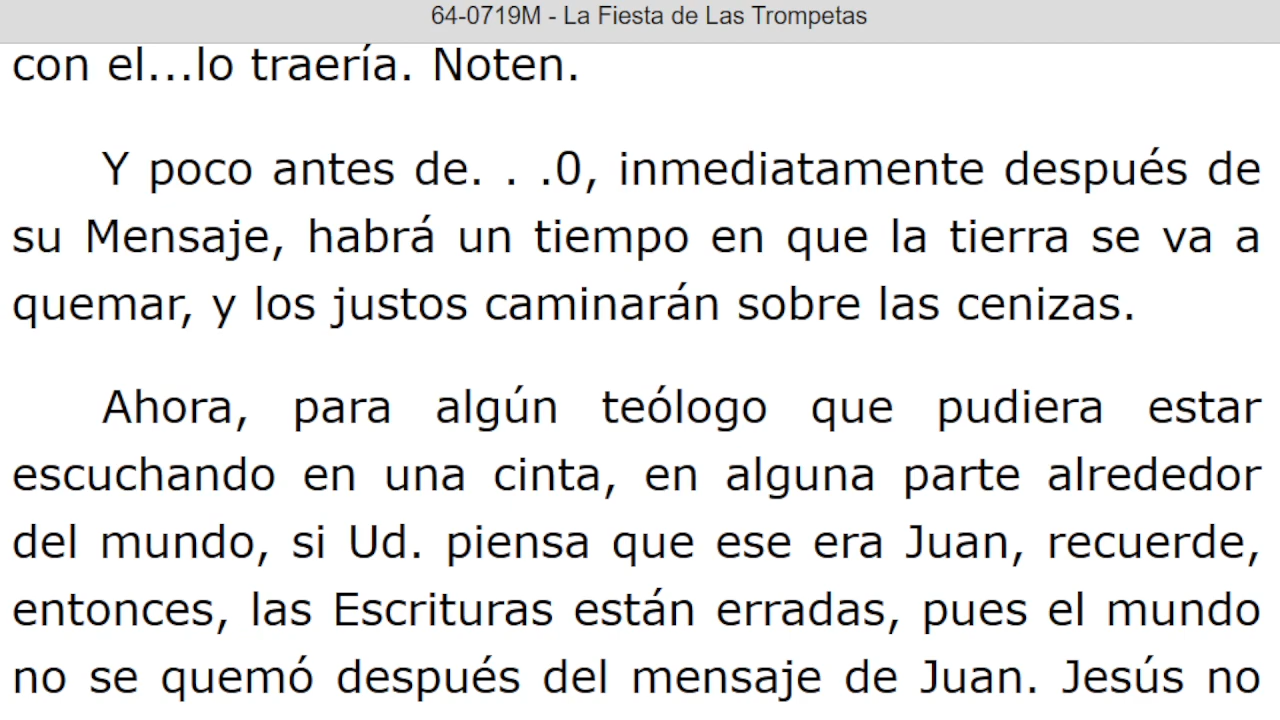 64-0719M - La Fiesta de Las Trompetas
con el...lo traería. Noten.
Y poco antes de. . .0, inmediatamente después de
su Mensaje, habrá un tiempo en que la tierra se va a
quemar, y los justos caminarán sobre las cenizas.
Ahora, para algún teólogo que pudiera estar
escuchando en una cinta, en alguna parte alrededor
del mundo, si Ud. piensa que ese era Juan, recuerde,
entonces, las Escrituras están erradas, pues el mundo
no se quemó después del mensaje de Juan. Jesús no